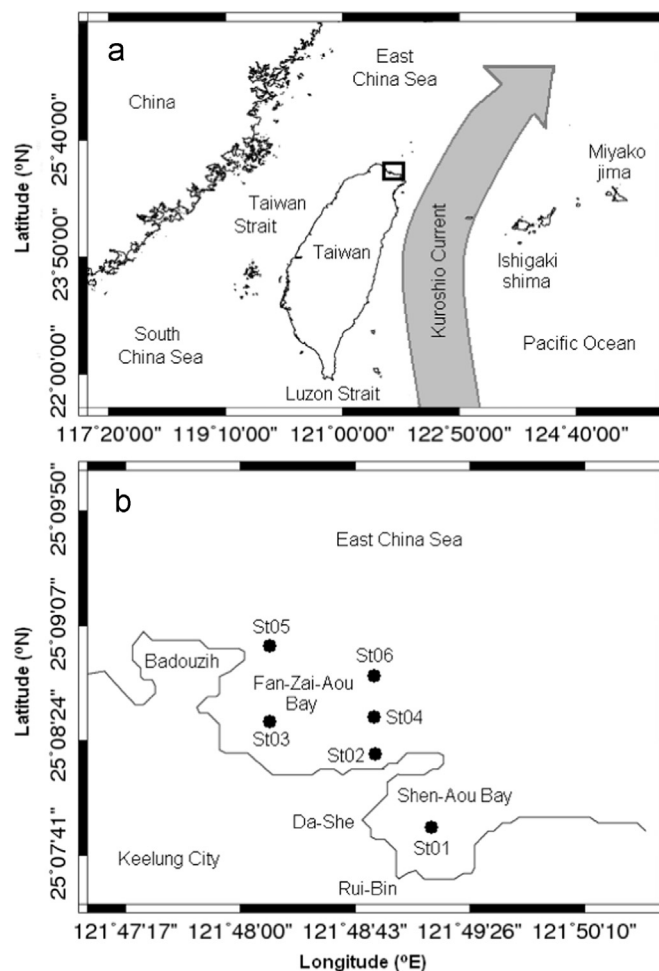 a
East
China Sea
China
Miyako
jima
Taiwan
Strait
Taiwan
Kuroshio Current
Ishigaki
shima
South
China Sea
Pacific Ocean
Luzon Strait
Latitude (ºN)
25°40'00"
23°50'00"
22°00'00"
117°20'00"
119°10'00"
121°00'00"
122°50'00"
124°40'00"
b
East China Sea
St05
Badouzih
St06
Fan-Zai-Aou
Bay
St04
St03
St02
Shen-Aou Bay
Da-She
St01
Keelung City
Rui-Bin
Latitude (ºN)
25°09'50"
25°09'07"
25°08'24"
25°07'41"
121°47'17"
121°48'00"
121°48'43"
121°49'26"
121°50'10"
Longitude (ºE)